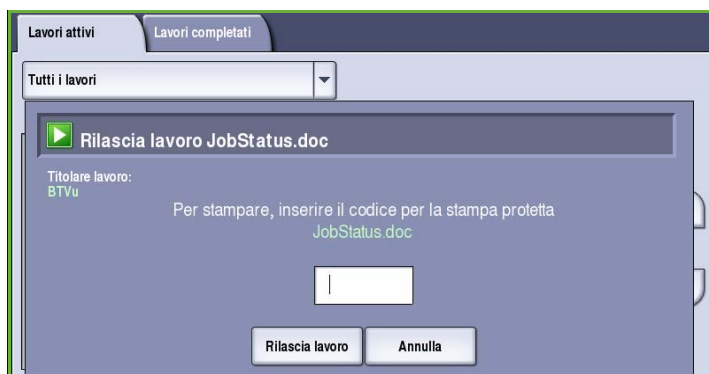 Lavori attivi
Lavori completati
Tutti i lavori
Rilascia lavoro JobStatus.doc
Titolare lavoro:
BTVu
Per stampare, inserire il codice per la stampa protetta
JobStatus.doc
Rilascia lavoro
Annulla